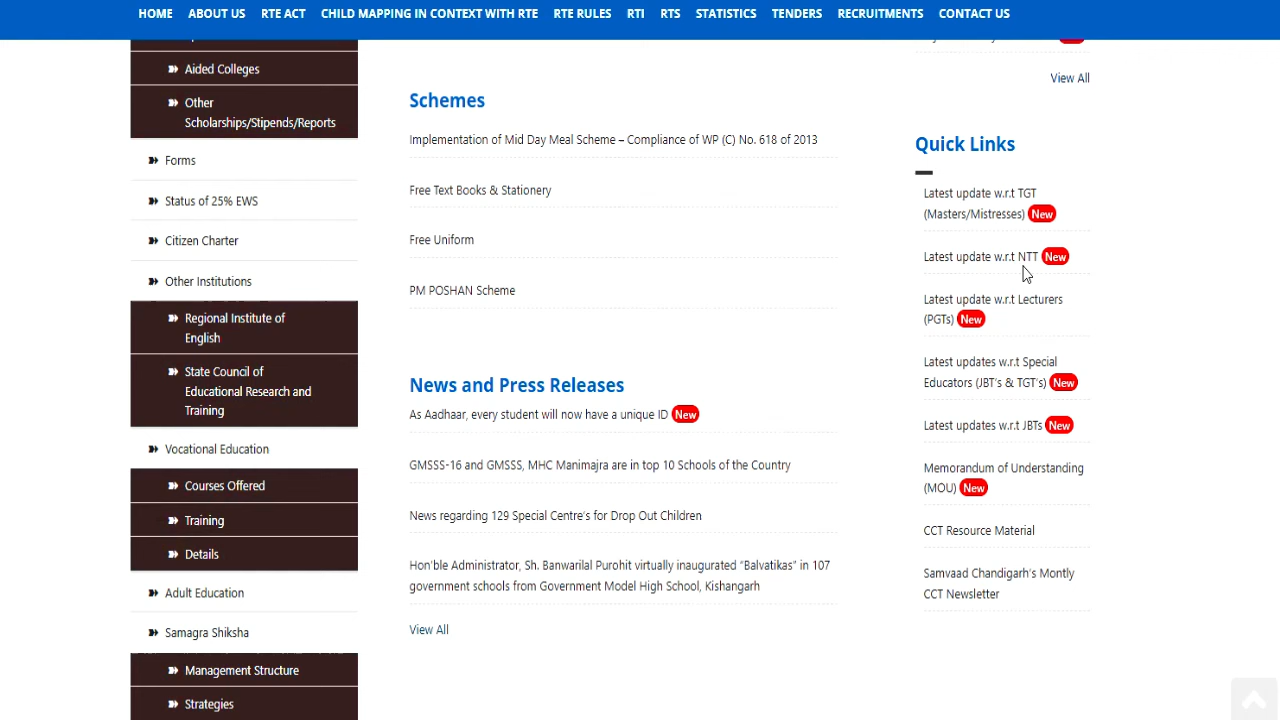 HOME ABOUT US RTE ACT CHILD MAPPING IN CONTEXT WITH RTE RTE RULES RTI RTS STATISTICS TENDERS RECRUITMENTS CONTACT US
Aided Colleges
Other
Scholarships/Stipends/Reports
Forms
Status of 25% EWS
Citizen Charter
Other Institutions
Regional Institute of
English
State Council of
Educational Research and
Training
Vocational Education
Courses Offered
Training
Details
Adult Education
Samagra Shiksha
Management Structure
Strategies
Schemes
Implementation of Mid Day Meal Scheme – Compliance of WP (C) No. 618 of 2013
Free Text Books & Stationery
Free Uniform
PM POSHAN Scheme
News and Press Releases
As Aadhaar, every student will now have a unique ID New
GMSSS-16 and GMSSS, MHC Manimajra are in top 10 Schools of the Country
News regarding 129 Special Centre's for Drop Out Children
Hon'ble Administrator, Sh. Banwarilal Purohit virtually inaugurated “Balvatikas” in 107
government schools from Government Model High School, Kishangarh
View All
View All
Quick Links
Latest update w.r.t TGT
(Masters/Mistresses) New
Latest update w.r.t NTT New
Latest update w.r.t Lecturers
(PGTs) New
Latest updates w.r.t Special
Educators (JBT's & TGT's) New
Latest updates w.r.t JBTs New
Memorandum of Understanding
(MOU) New
CCT Resource Material
Samvaad Chandigarh's Montly
CCT Newsletter